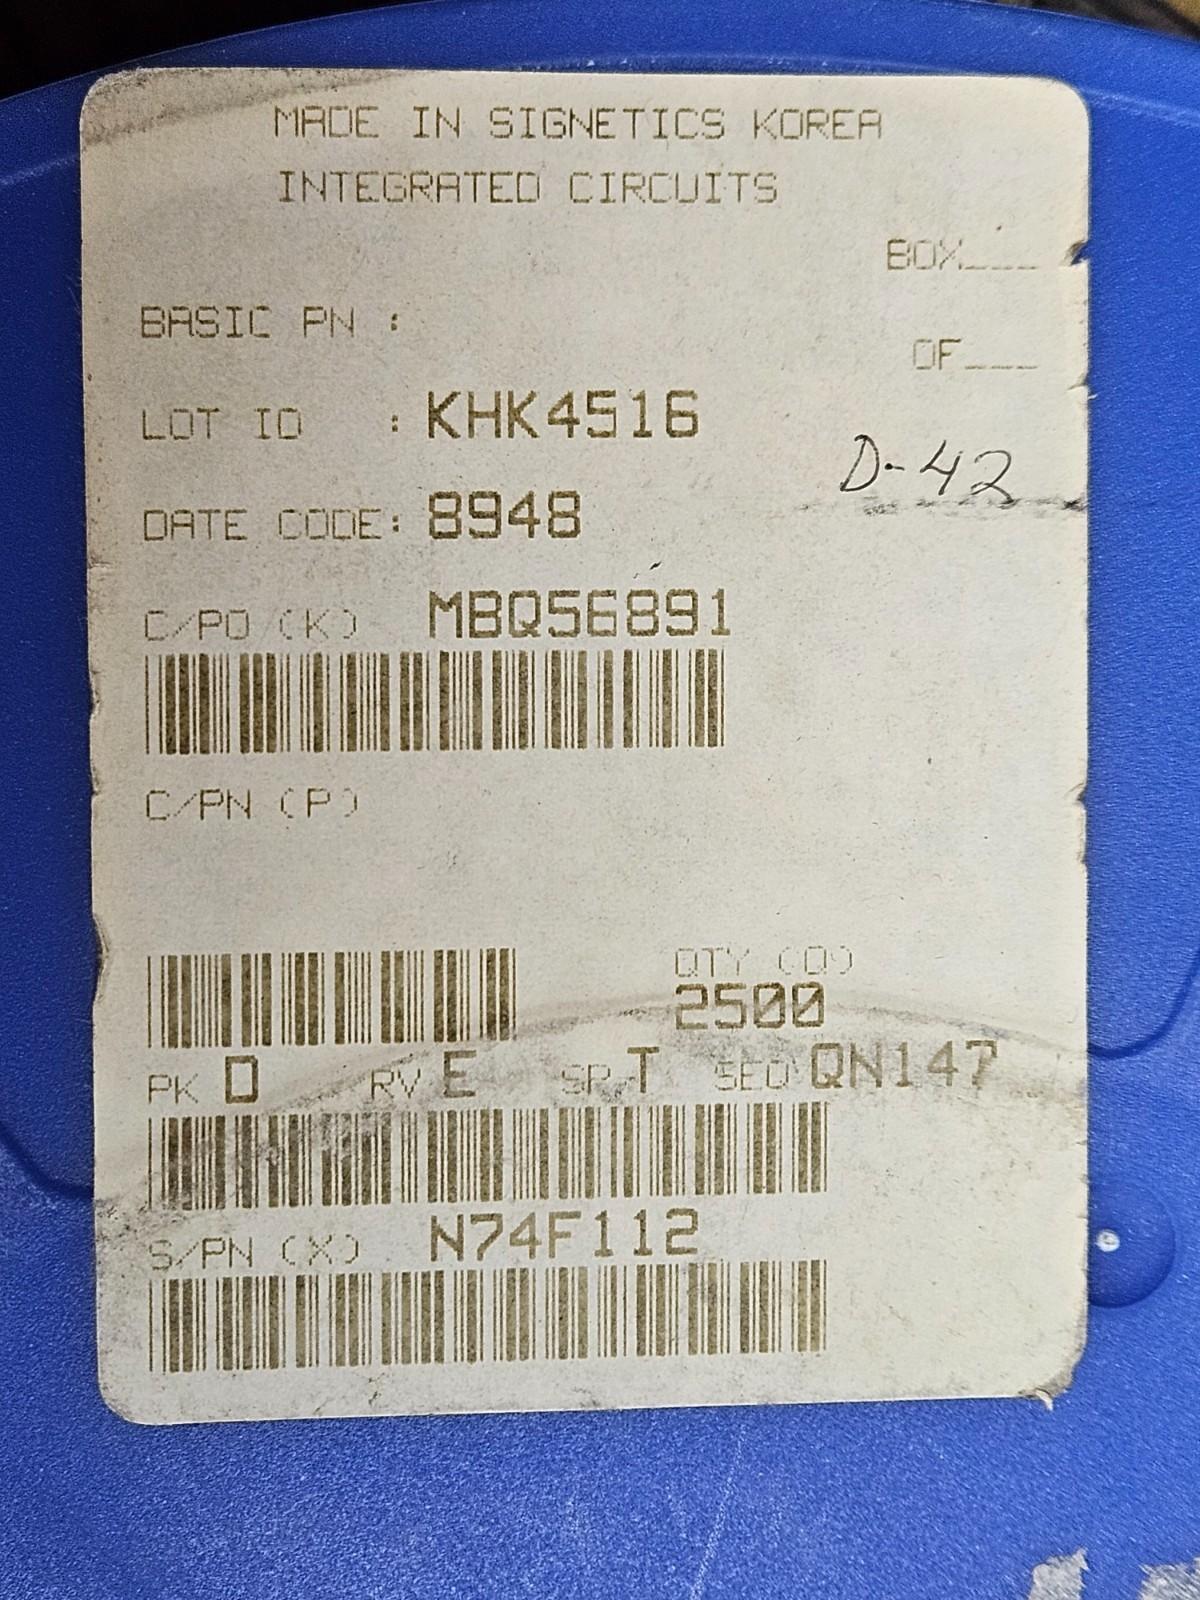 MADE IN SIGNETICS KOREA
INTEGRATED CIRCUITS
BOX___
BASIC PN :
OF___
LOT ID : KHK4516
D-42
DATE CODE: 8948
C/PO (K) MBQ56891
C/PN (P)
QTY (Q)
2500
PK D RV E SP T SEQ QN147
S/PN (X) N74F112